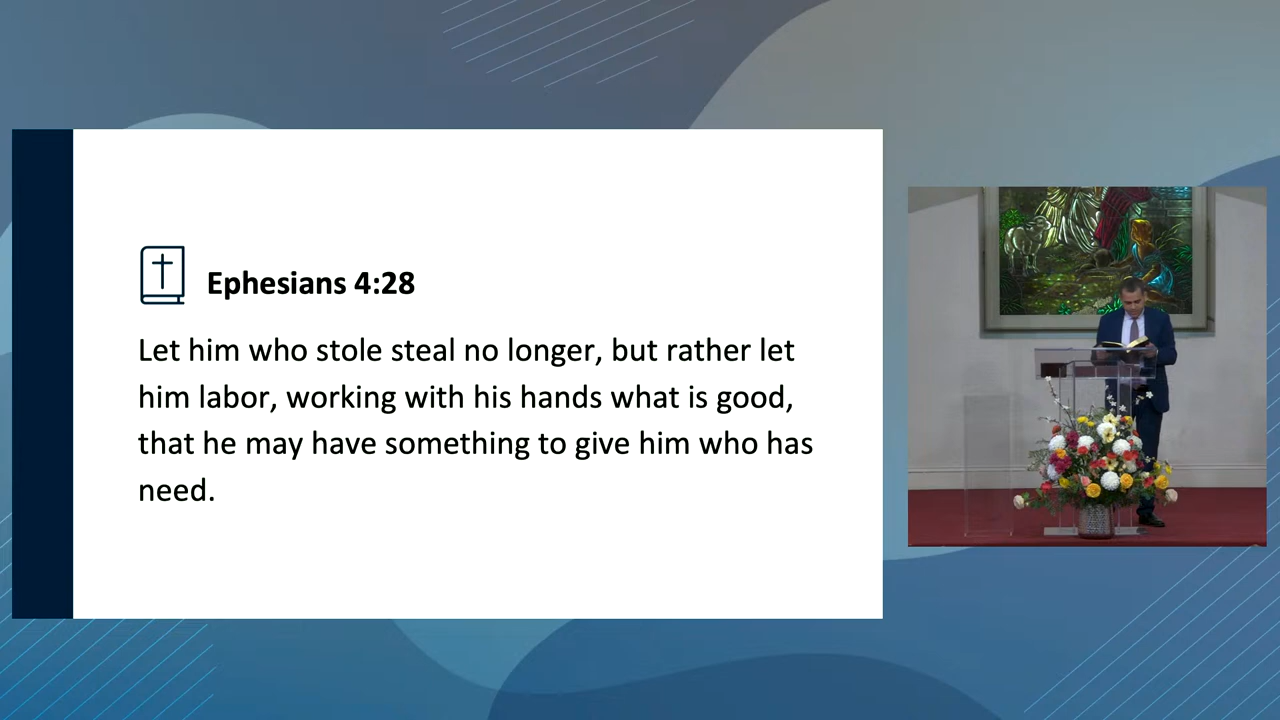 Ephesians 4:28
Let him who stole steal no longer, but rather let
him labor, working with his hands what is good,
that he may have something to give him who has
need.